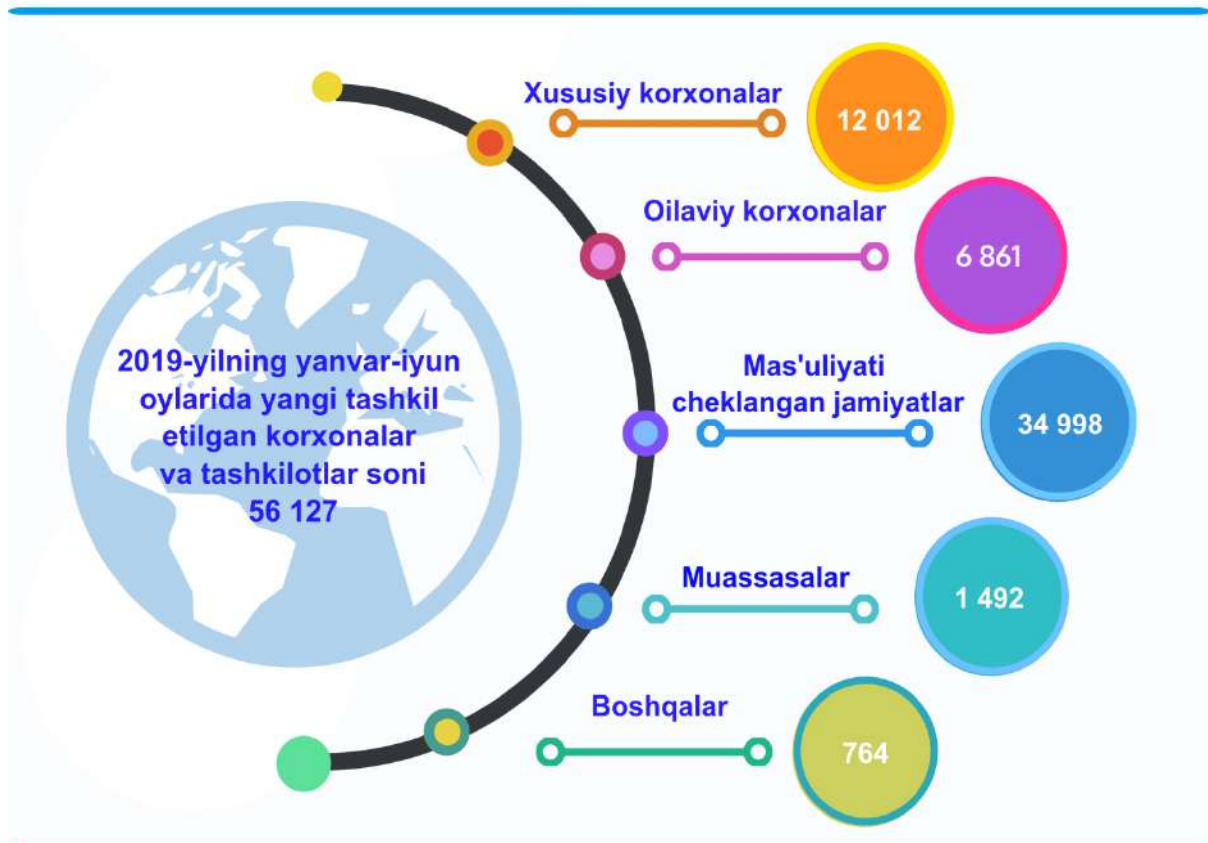 2019-yilning yanvar-iyun
oylarida yangi tashkil
etilgan korxonalar
va tashkilotlar soni
56 127
Xususiy korxonalar
12 012
Oilaviy korxonalar
6 861
Mas'uliyati
cheklangan jamiyatlar
34 998
Muassasalar
1 492
Boshqalar
764